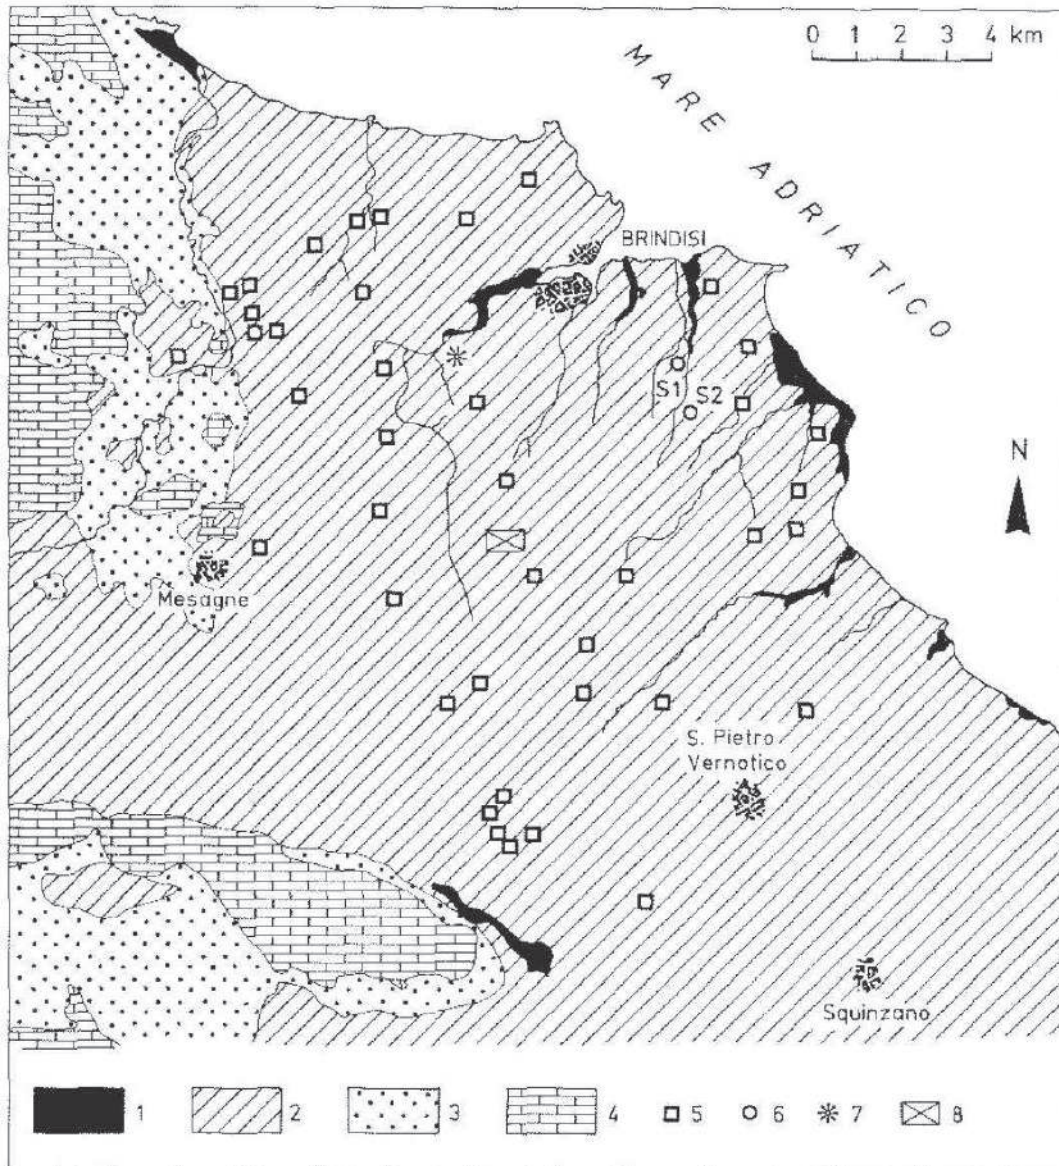 0 1 2 3 4 km
MARE ADRIATICO
BRINDISI
S1
S2
N
Mesagne
S. Pietro
Vernotico
Squinzano
1 2 3 4 5 6 7 8